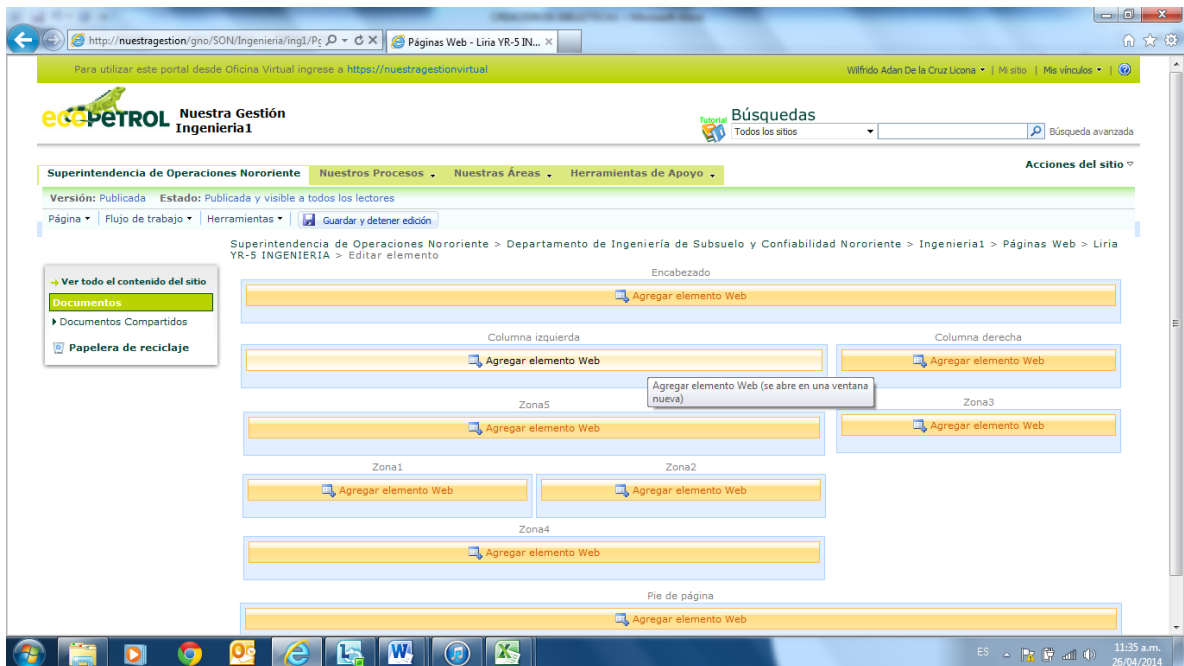 http://nuestragestion/gno/SON/Ingenieria/ing1/Pç
Páginas Web - Liria YR-5 IN...
Para utilizar este portal desde Oficina Virtual ingrese a https://nuestragestionvirtual
Wilfrido Adan De la Cruz Licona | Mi sitio | Mis vínculos |
ecopetrol
Nuestra Gestión
Ingenieria1
Tutorial
Búsquedas
Todos los sitios
Búsqueda avanzada
Acciones del sitio
Superintendencia de Operaciones Nororiente Nuestros Procesos Nuestras Áreas Herramientas de Apoyo
Versión: Publicada Estado: Publicada y visible a todos los lectores
Página Flujo de trabajo Herramientas Guardar y detener edición
Superintendencia de Operaciones Nororiente > Departamento de Ingeniería de Subsuelo y Confiabilidad Nororiente > Ingenieria1 > Páginas Web > Liria
YR-5 INGENIERIA > Editar elemento
Ver todo el contenido del sitio
Documentos
Documentos Compartidos
Papelera de reciclaje
Encabezado
Agregar elemento Web
Columna izquierda
Agregar elemento Web
Columna derecha
Agregar elemento Web
Agregar elemento Web (se abre en una ventana
nueva)
Zona5
Agregar elemento Web
Zona3
Agregar elemento Web
Zona1
Agregar elemento Web
Zona2
Agregar elemento Web
Zona4
Agregar elemento Web
Pie de página
Agregar elemento Web
ES
11:35 a.m.
26/04/2014